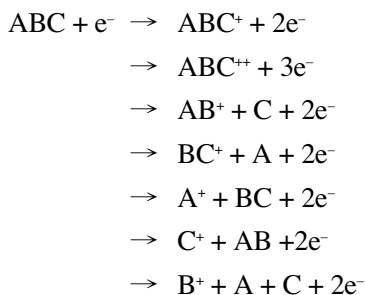 ABC + e⁻ → ABC⁺ + 2e⁻
→ ABC⁺⁺ + 3e⁻
→ AB⁺ + C + 2e⁻
→ BC⁺ + A + 2e⁻
→ A⁺ + BC + 2e⁻
→ C⁺ + AB +2e⁻
→ B⁺ + A + C + 2e⁻